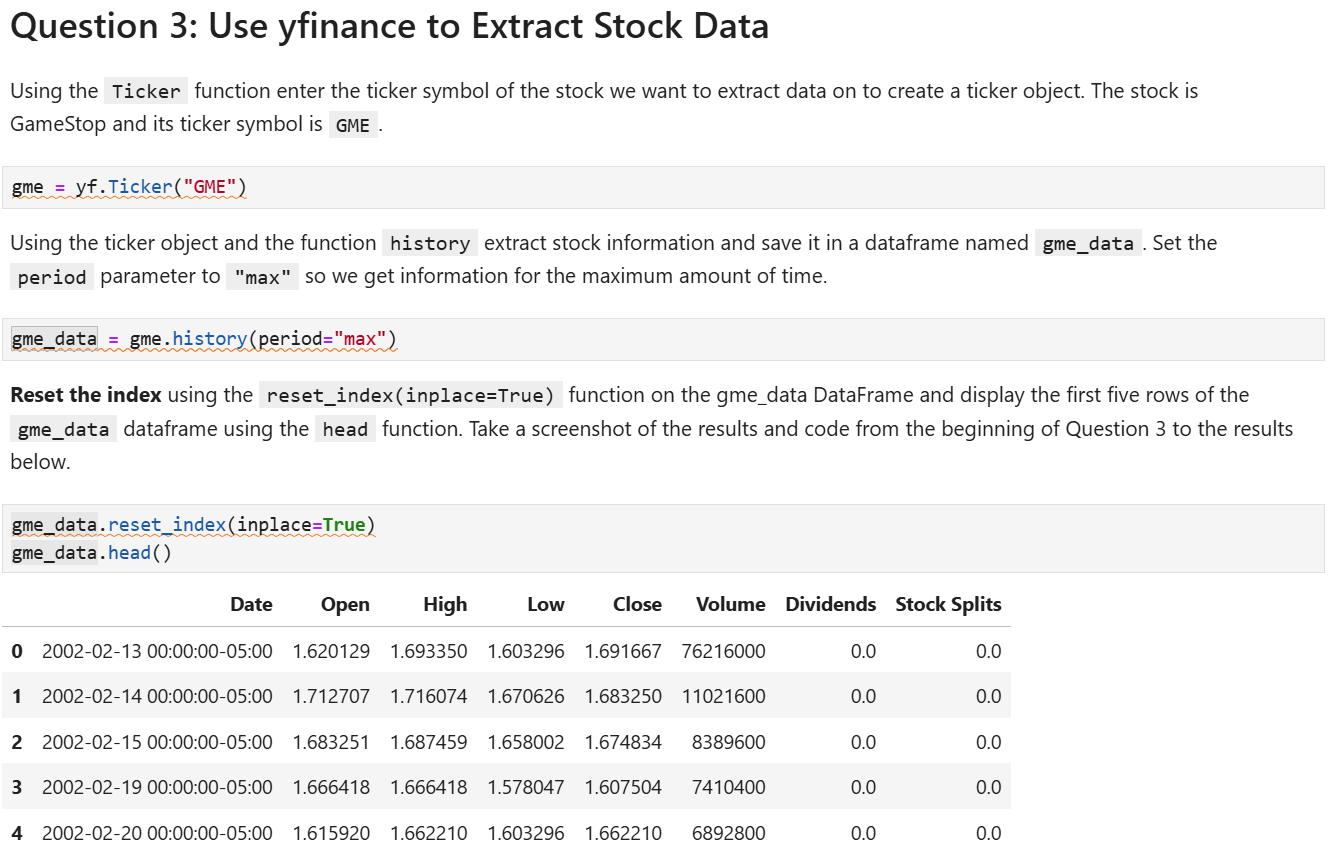 Question 3: Use yfinance to Extract Stock Data
Using the Ticker function enter the ticker symbol of the stock we want to extract data on to create a ticker object. The stock is
GameStop and its ticker symbol is GME .
gme = yf.Ticker("GME")
Using the ticker object and the function history extract stock information and save it in a dataframe named gme_data . Set the
period parameter to "max" so we get information for the maximum amount of time.
gme_data = gme.history(period="max")
Reset the index using the reset_index(inplace=True) function on the gme_data DataFrame and display the first five rows of the
gme_data dataframe using the head function. Take a screenshot of the results and code from the beginning of Question 3 to the results
below.
gme_data.reset_index(inplace=True)
gme_data.head()
Date Open High Low Close Volume Dividends Stock Splits
0 2002-02-13 00:00:00-05:00 1.620129 1.693350 1.603296 1.691667 76216000 0.0 0.0
1 2002-02-14 00:00:00-05:00 1.712707 1.716074 1.670626 1.683250 11021600 0.0 0.0
2 2002-02-15 00:00:00-05:00 1.683251 1.687459 1.658002 1.674834 8389600 0.0 0.0
3 2002-02-19 00:00:00-05:00 1.666418 1.666418 1.578047 1.607504 7410400 0.0 0.0
4 2002-02-20 00:00:00-05:00 1.615920 1.662210 1.603296 1.662210 6892800 0.0 0.0